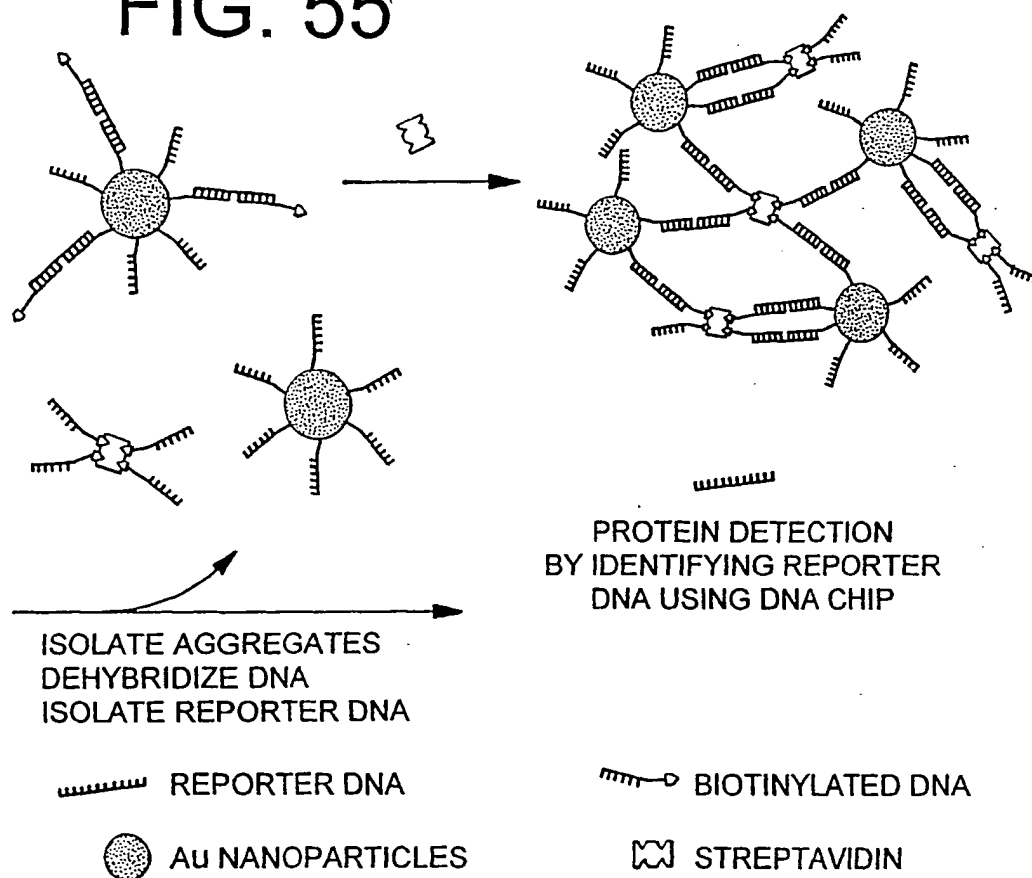 FIG. 55
PROTEIN DETECTION
BY IDENTIFYING REPORTER
DNA USING DNA CHIP
ISOLATE AGGREGATES
DEHYBRIDIZE DNA
ISOLATE REPORTER DNA
REPORTER DNA
BIOTINYLATED DNA
Au NANOPARTICLES
STREPTAVIDIN